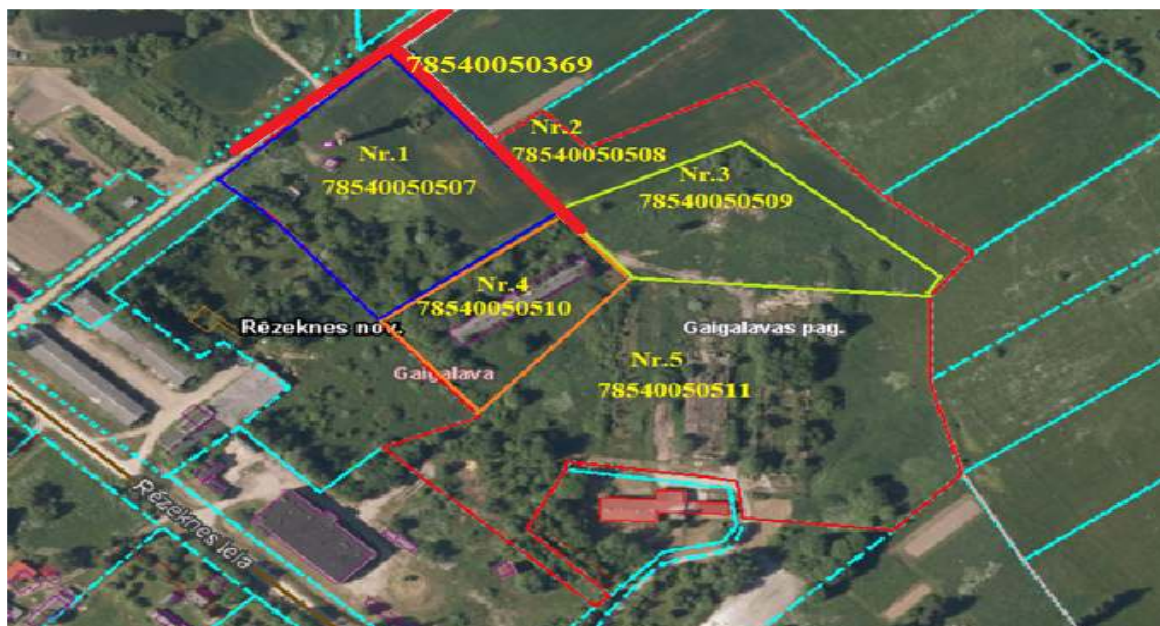 78540050369
Nr.2
78540050508
Nr.1
78540050507
Nr.3
78540050509
Nr.4
78540050510
Rēzeknes nov.
Gaigalavas pag.
Nr.5
78540050511
Gaigalava
Rēzeknes iela